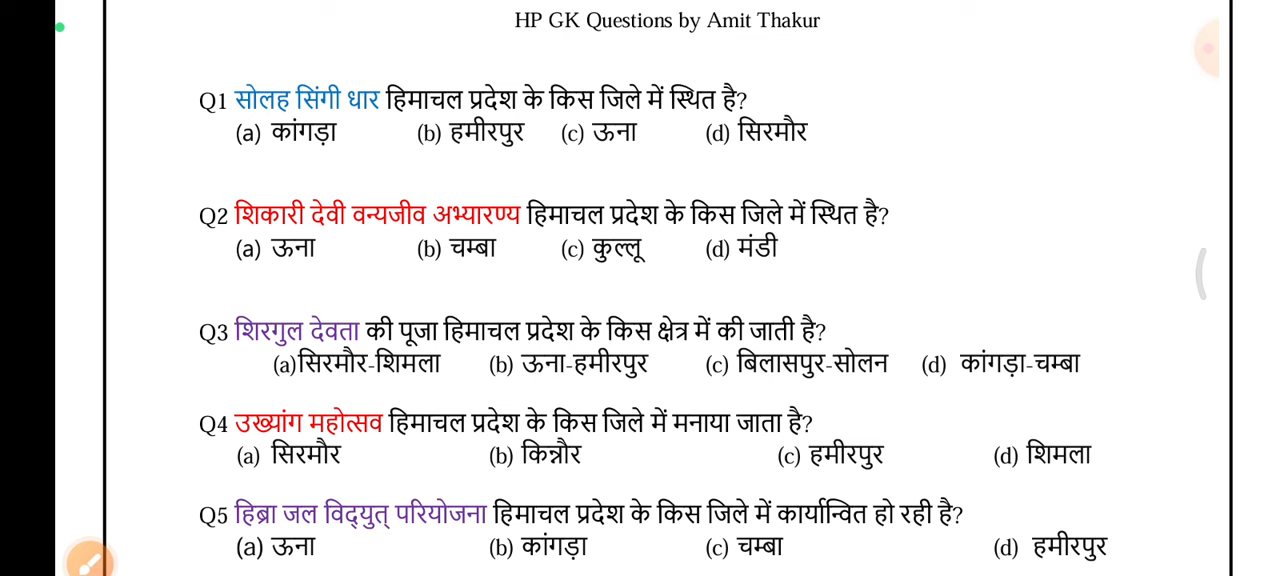 HP GK Questions by Amit Thakur
Q1 सोलह सिंगी धार हिमाचल प्रदेश के किस जिले में स्थित है?
(a) कांगड़ा (b) हमीरपुर (c) ऊना (d) सिरमौर
Q2 शिकारी देवी वन्यजीव अभ्यारण्य हिमाचल प्रदेश के किस जिले में स्थित है?
(a) ऊना (b) चम्बा (c) कुल्लू (d) मंडी
Q3 शिरगुल देवता की पूजा हिमाचल प्रदेश के किस क्षेत्र में की जाती है?
(a)सिरमौर-शिमला (b) ऊना-हमीरपुर (c) बिलासपुर-सोलन (d) कांगड़ा-चम्बा
Q4 उख्यांग महोत्सव हिमाचल प्रदेश के किस जिले में मनाया जाता है?
(a) सिरमौर (b) किन्नौर (c) हमीरपुर (d) शिमला
Q5 हिब्रा जल विद्युत् परियोजना हिमाचल प्रदेश के किस जिले में कार्यान्वित हो रही है?
(a) ऊना (b) कांगड़ा (c) चम्बा (d) हमीरपुर